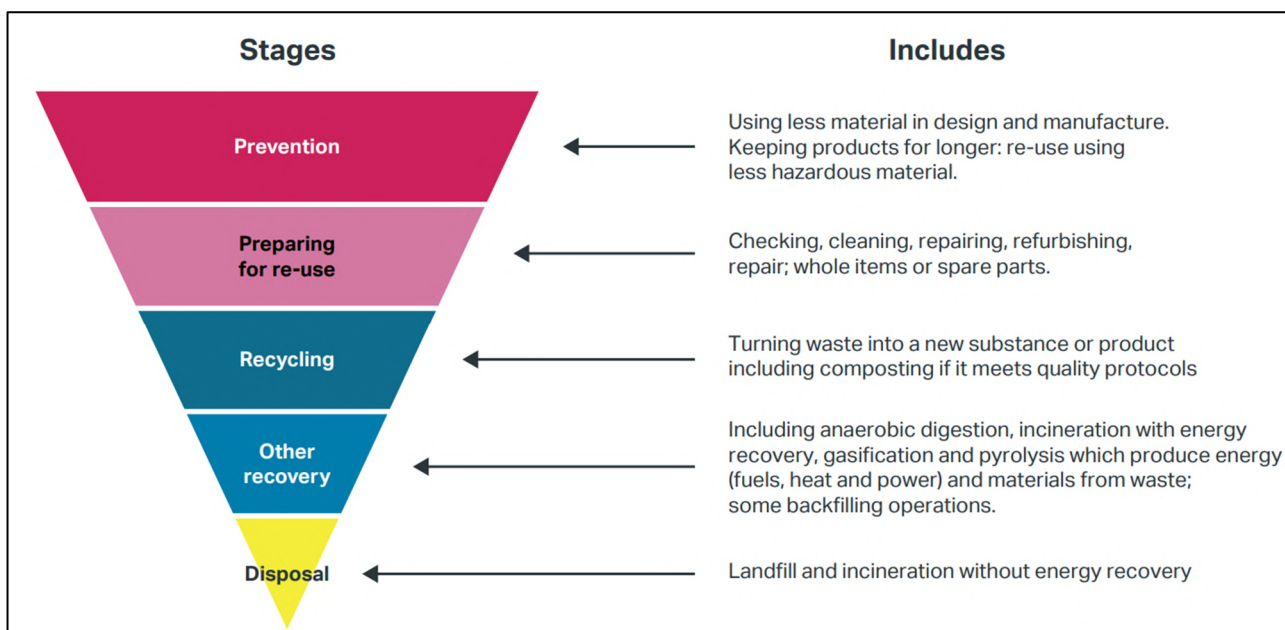 Stages
Includes
Prevention
Using less material in design and manufacture.
Keeping products for longer: re-use using
less hazardous material.
Preparing
for re-use
Checking, cleaning, repairing, refurbishing,
repair; whole items or spare parts.
Recycling
Turning waste into a new substance or product
including composting if it meets quality protocols
Other
recovery
Including anaerobic digestion, incineration with energy
recovery, gasification and pyrolysis which produce energy
(fuels, heat and power) and materials from waste;
some backfilling operations.
Disposal
Landfill and incineration without energy recovery